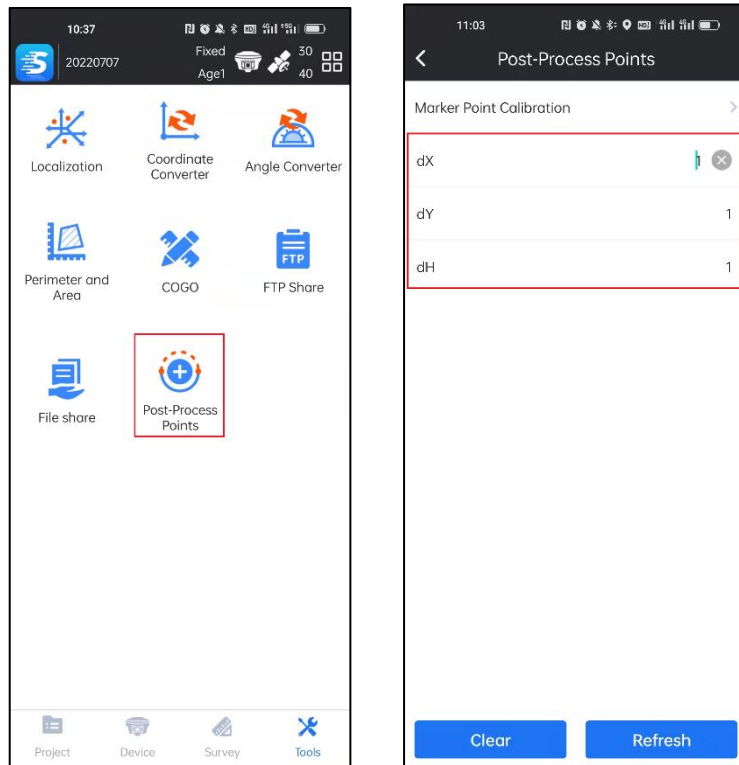 10:37
20220707
Fixed
Age1
30
40
Localization
Coordinate
Converter
Angle Converter
Perimeter and
Area
COGO
FTP
FTP Share
File share
Post-Process
Points
Project
Device
Survey
Tools
11:03
Post-Process Points
Marker Point Calibration
dX
1
dY
1
dH
1
Clear
Refresh